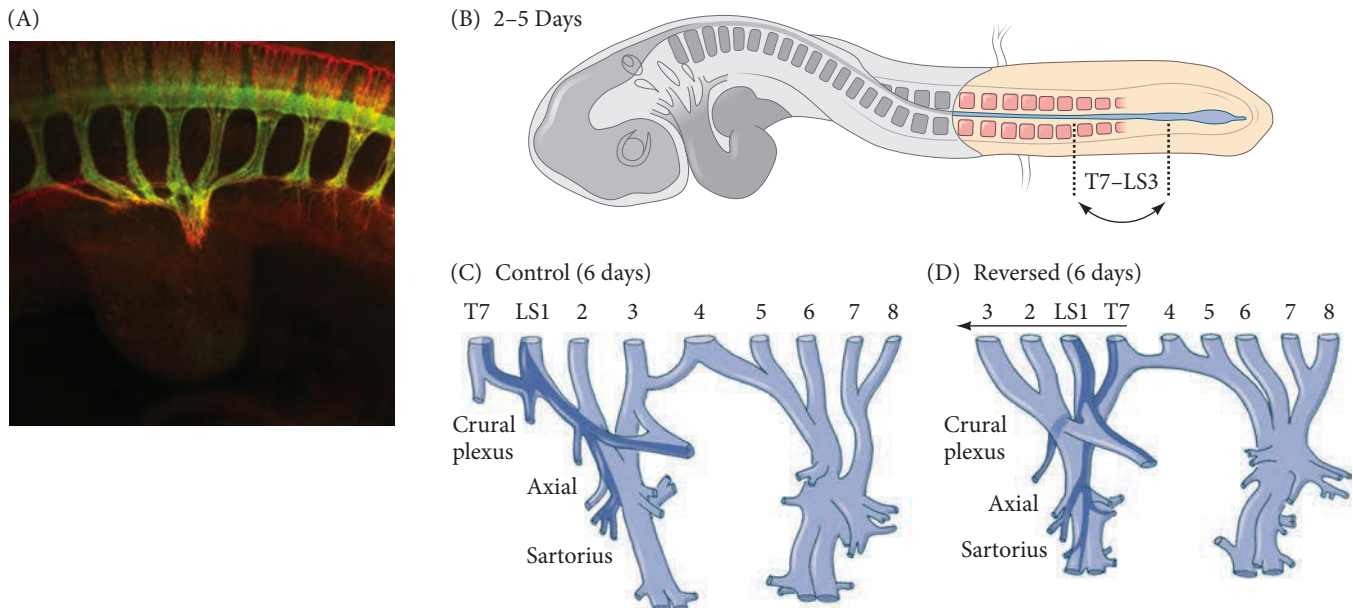 (A)
(B) 2–5 Days
T7–LS3
(C) Control (6 days)
T7 LS1 2 3 4 5 6 7 8
Crural
plexus
Axial
Sartorius
(D) Reversed (6 days)
3 2 LS1 T7 4 5 6 7 8
Crural
plexus
Axial
Sartorius